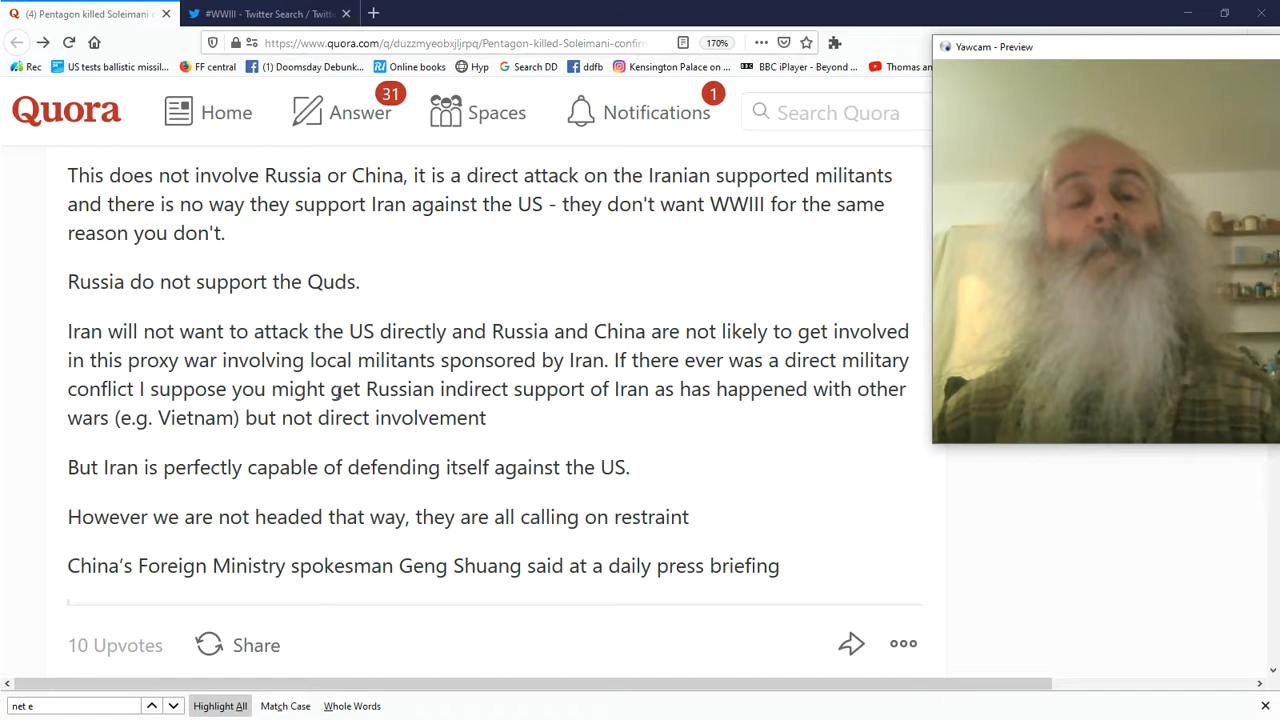 (4) Pentagon killed Soleimani c
#WWIII - Twitter Search / Twitte
Yawcam - Preview
https://www.quora.com/q/duzzmyeobxjljrpq/Pentagon-killed-Soleimani-confirm
170%
Rec
US tests ballistic missil...
FF central
(1) Doomsday Debunk...
Online books
Hyp
Search DD
ddfb
Kensington Palace on ...
BBC iPlayer - Beyond ...
Thomas an
Quora
Home
31
Answer
Spaces
1
Notifications
Search Quora
This does not involve Russia or China, it is a direct attack on the Iranian supported militants
and there is no way they support Iran against the US - they don't want WWIII for the same
reason you don't.
Russia do not support the Quds.
Iran will not want to attack the US directly and Russia and China are not likely to get involved
in this proxy war involving local militants sponsored by Iran. If there ever was a direct military
conflict I suppose you might get Russian indirect support of Iran as has happened with other
wars (e.g. Vietnam) but not direct involvement
But Iran is perfectly capable of defending itself against the US.
However we are not headed that way, they are all calling on restraint
China’s Foreign Ministry spokesman Geng Shuang said at a daily press briefing
10 Upvotes
Share
net e
Highlight All
Match Case
Whole Words